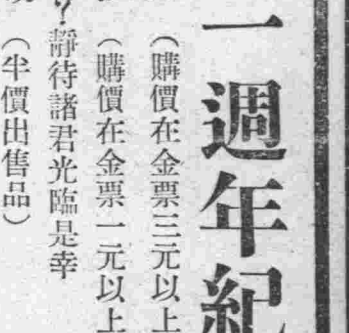 一週年紀
（購價在金票三元以上
（購價在金票一元以上
？靜待諸君光臨是幸
（半價出售品）